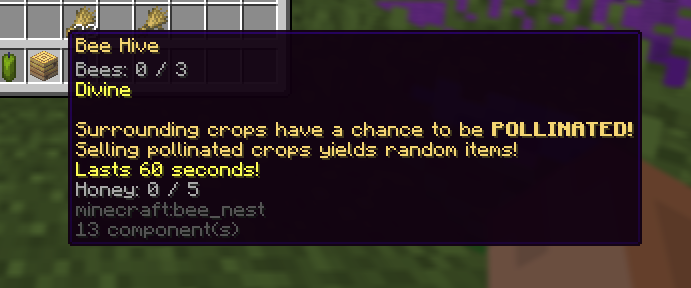 Bee Hive
Bees: 0 / 3
Divine
Surrounding crops have a chance to be POLLINATED!
Selling pollinated crops yields random items!
Lasts 60 seconds!
Honey: 0 / 5
minecraft:bee_nest
13 component(s)